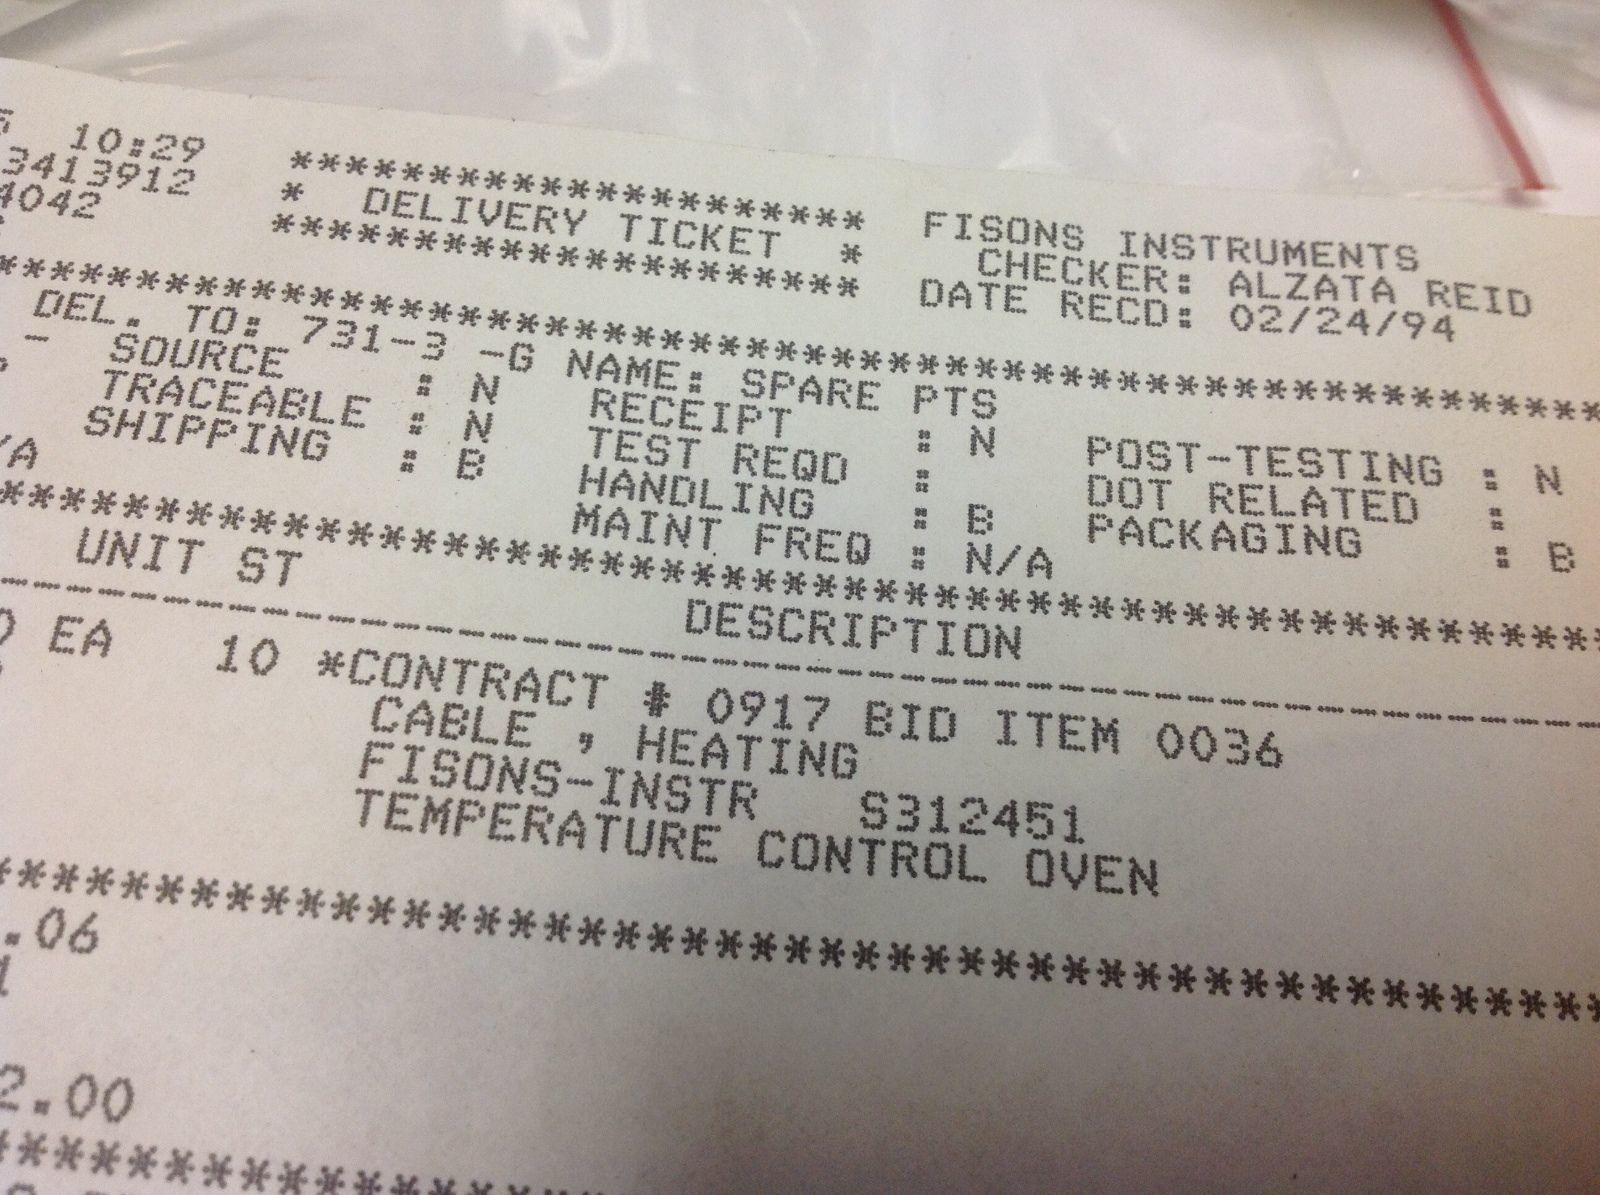 10:29
3413912
4042
*********************
* DELIVERY TICKET *
*********************
FISONS INSTRUMENTS
CHECKER: ALZATA REID
DATE RECD: 02/24/94
DEL. TO: 731-3 -G NAME: SPARE PTS
- SOURCE : N RECEIPT : N POST-TESTING : N
TRACEABLE : N TEST REQD : DOT RELATED :
SHIPPING : B HANDLING : B PACKAGING : B
/A MAINT FREQ : N/A
UNIT ST DESCRIPTION
EA 10 *CONTRACT # 0917 BID ITEM 0036
CABLE , HEATING
FISONS-INSTR S312451
TEMPERATURE CONTROL OVEN
.06
2.00